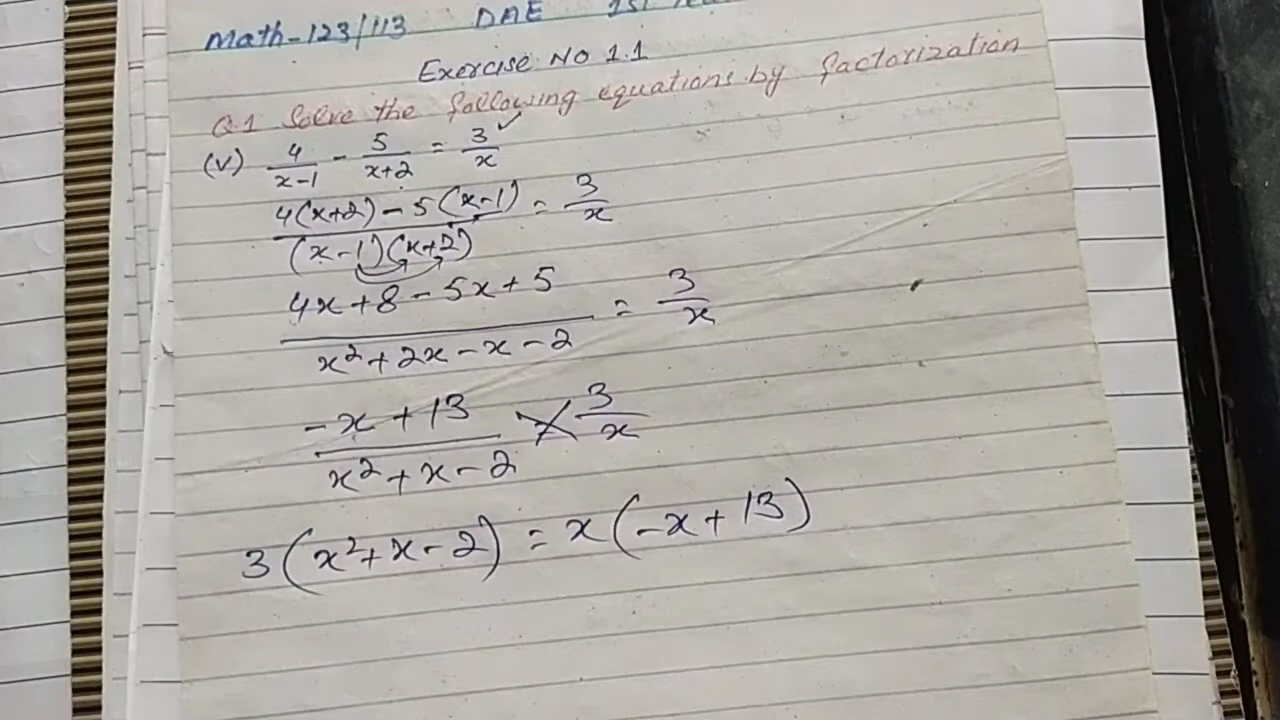 Math-123/113 DAE 1st
Exercise No 1.1
Q.1 Solve the following equations by factorization
(v) 4/(x-1) - 5/(x+2) = 3/x ✓
(4(x+2) - 5(x-1))/((x-1)(x+2)) = 3/x
(4x+8-5x+5)/(x²+2x-x-2) = 3/x
(-x+13)/(x²+x-2) ⤫ 3/x
3(x²+x-2) = x(-x+13)